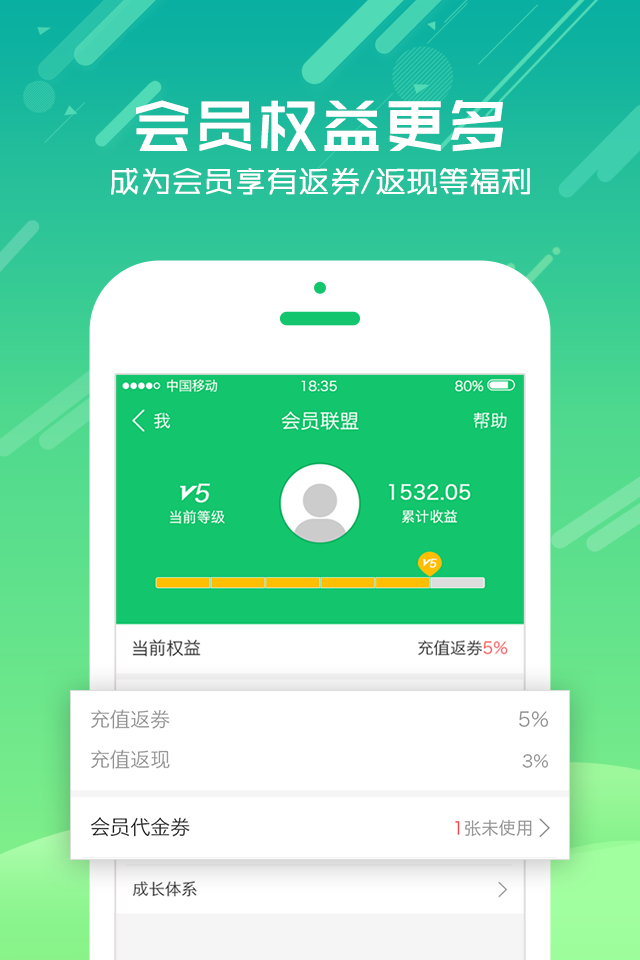 会员权益更多
成为会员享有返券/返现等福利
中国移动 18:35 80%
我 会员联盟 帮助
V5 1532.05
当前等级 累计收益
V5
当前权益 充值返券5%
充值返券 5%
充值返现 3%
会员代金券 1张未使用
成长体系